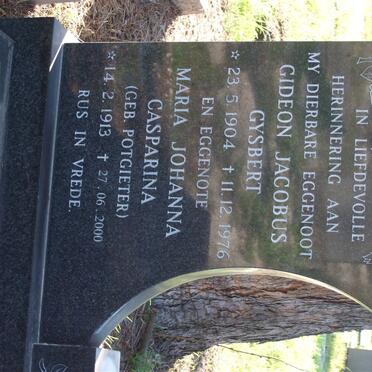 IN LIEFDEVOLLE
HERINNERING AAN
MY DIERBARE EGGENOOT
GIDEON JACOBUS
GYSBERT
* 23. 5. 1904 ÷ 11. 12. 1976
EN EGGENOTE
MARIA JOHANNA
CASPARINA
(GEB POTGIETER)
* 14. 2. 1913 ÷ 27. 06. 2000
RUS IN VREDE.